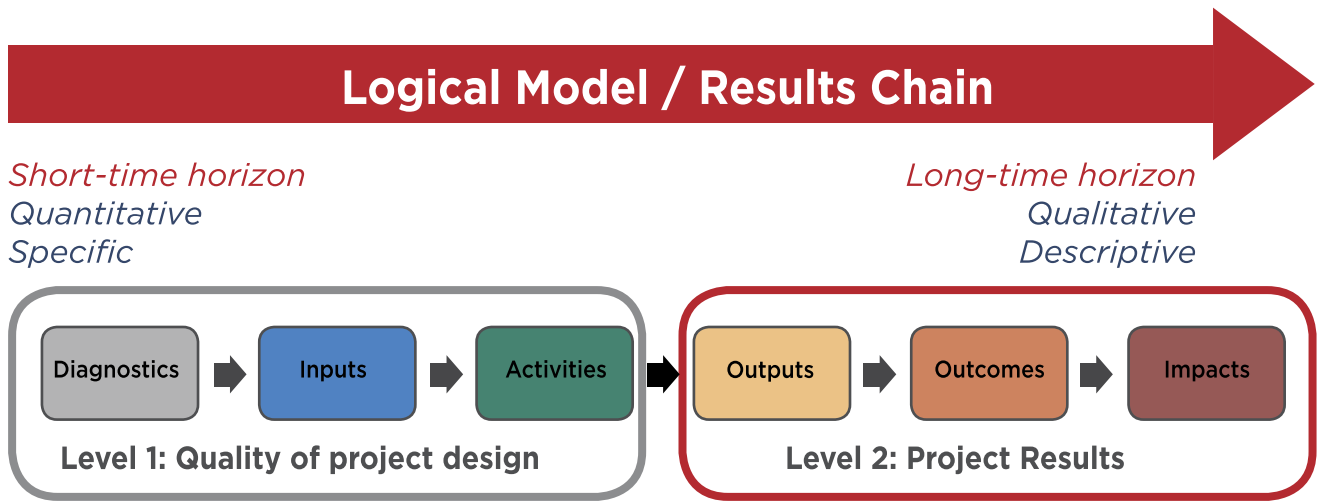 Logical Model / Results Chain
Short-time horizon
Quantitative
Specific
Long-time horizon
Qualitative
Descriptive
Diagnostics
Inputs
Activities
Level 1: Quality of project design
Outputs
Outcomes
Impacts
Level 2: Project Results